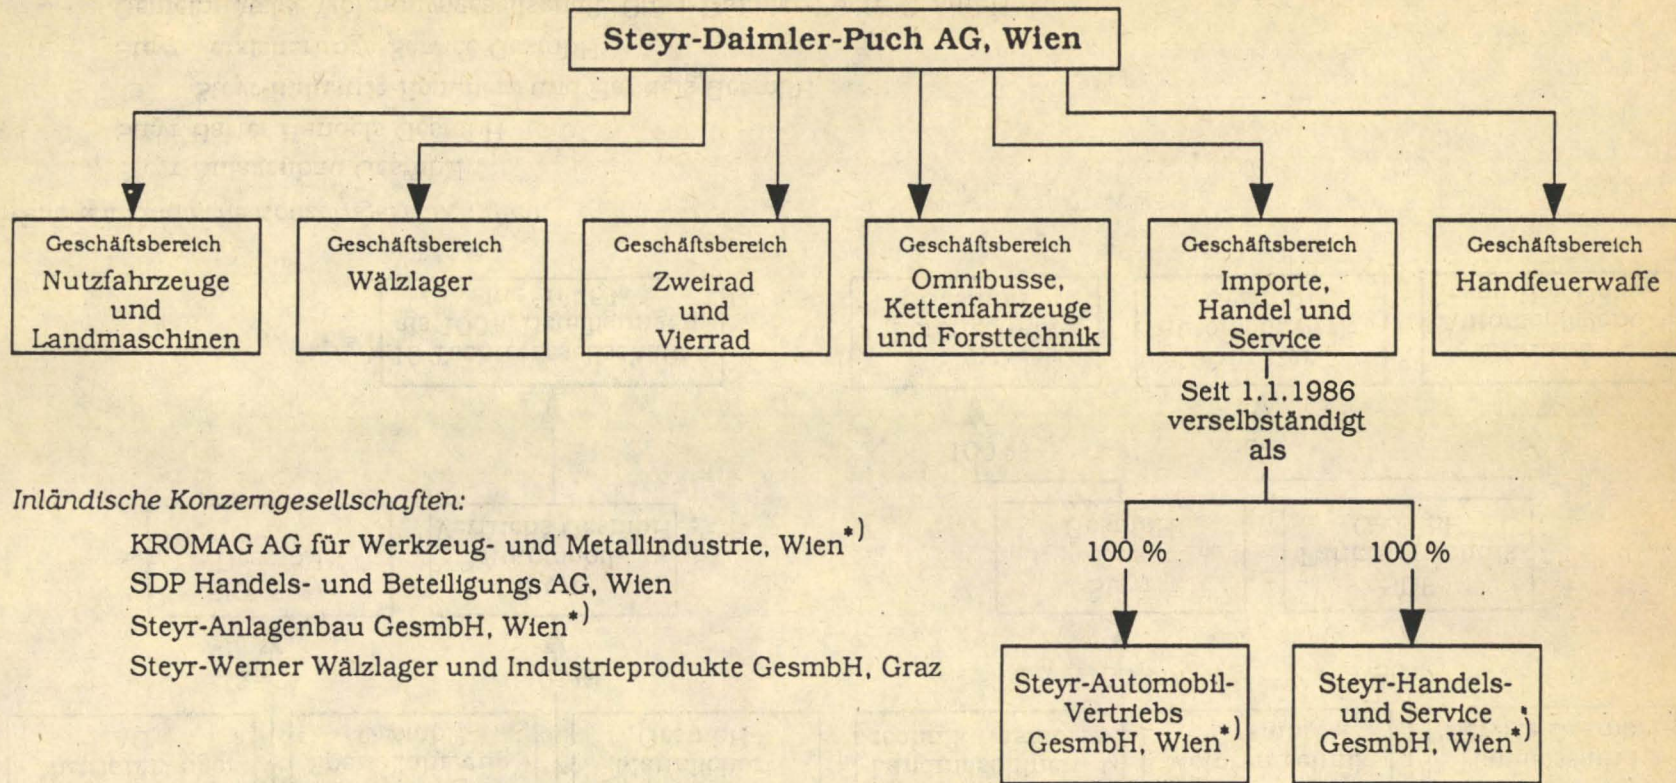 Steyr-Daimler-Puch AG, Wien
Geschäftsbereich
Nutzfahrzeuge
und
Landmaschinen
Geschäftsbereich
Wälzlager
Geschäftsbereich
Zweirad
und
Vierrad
Geschäftsbereich
Omnibusse,
Kettenfahrzeuge
und Forsttechnik
Geschäftsbereich
Importe,
Handel und
Service
Geschäftsbereich
Handfeuerwaffe
Seit 1.1.1986
verselbständigt
als
100 %
100 %
Steyr-Automobil-
Vertriebs
GesmbH, Wien*)
Steyr-Handels-
und Service
GesmbH, Wien*)
Inländische Konzerngesellschaften:
KROMAG AG für Werkzeug- und Metallindustrie, Wien*)
SDP Handels- und Beteiligungs AG, Wien
Steyr-Anlagenbau GesmbH, Wien*)
Steyr-Werner Wälzlager und Industrieprodukte GesmbH, Graz